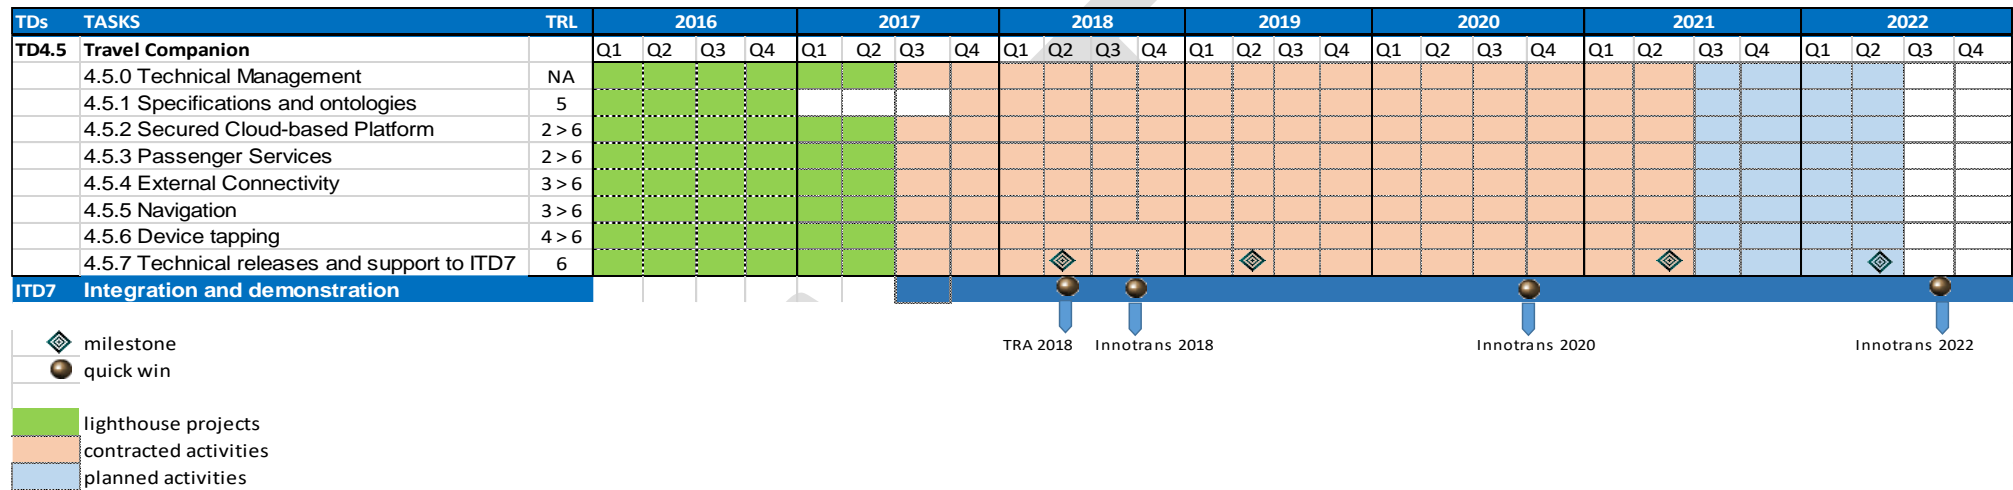 TDs TASKS TRL 2016 2017 2018 2019 2020 2021 2022
TD4.5 Travel Companion Q1 Q2 Q3 Q4 Q1 Q2 Q3 Q4 Q1 Q2 Q3 Q4 Q1 Q2 Q3 Q4 Q1 Q2 Q3 Q4 Q1 Q2 Q3 Q4 Q1 Q2 Q3 Q4
4.5.0 Technical Management NA
4.5.1 Specifications and ontologies 5
4.5.2 Secured Cloud-based Platform 2 > 6
4.5.3 Passenger Services 2 > 6
4.5.4 External Connectivity 3 > 6
4.5.5 Navigation 3 > 6
4.5.6 Device tapping 4 > 6
4.5.7 Technical releases and support to ITD7 6
ITD7 Integration and demonstration
milestone TRA 2018 Innotrans 2018 Innotrans 2020 Innotrans 2022
quick win
lighthouse projects
contracted activities
planned activities